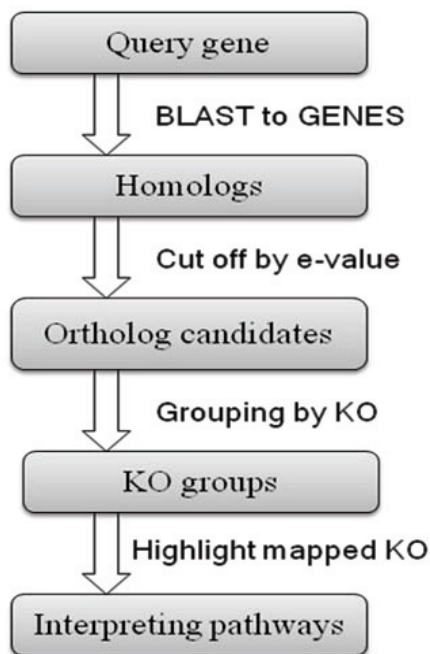 Query gene
BLAST to GENES
Homologs
Cut off by e-value
Ortholog candidates
Grouping by KO
KO groups
Highlight mapped KO
Interpreting pathways